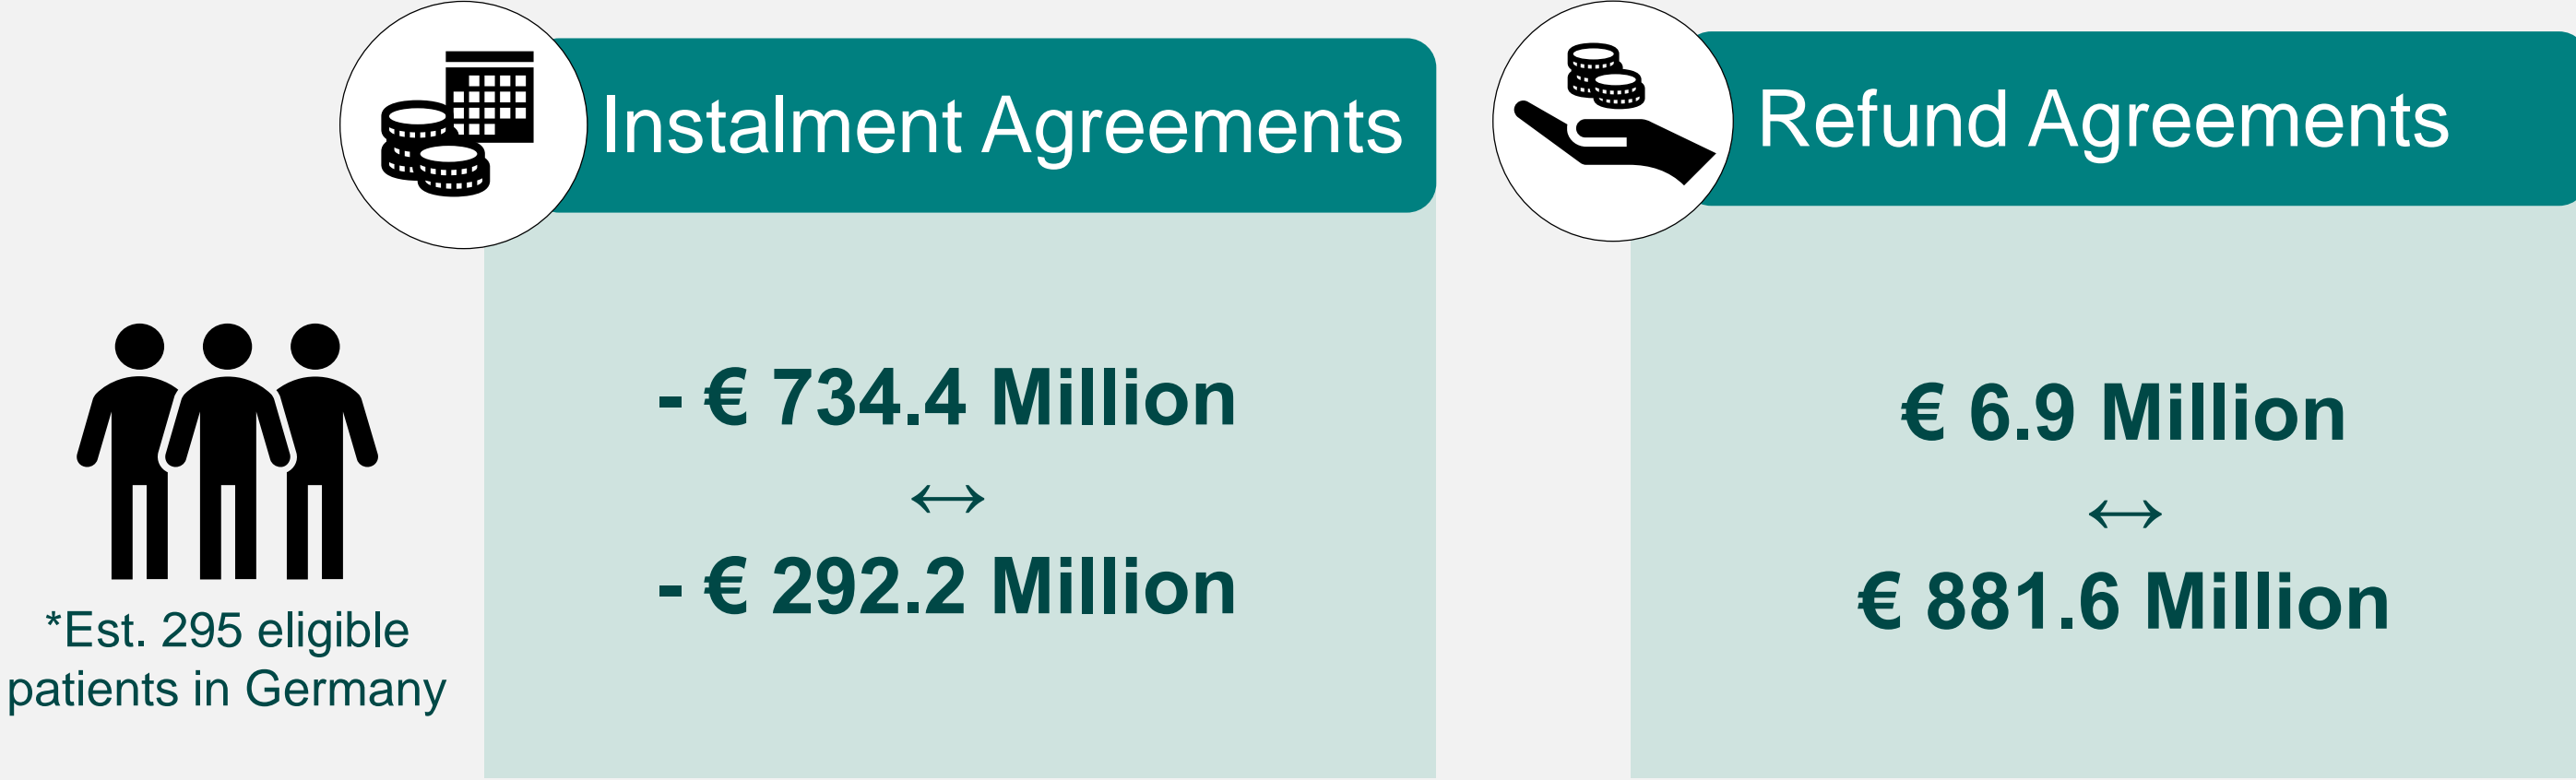 Instalment Agreements
Refund Agreements
- € 734.4 Million
↔
- € 292.2 Million
€ 6.9 Million
↔
€ 881.6 Million
*Est. 295 eligible
patients in Germany